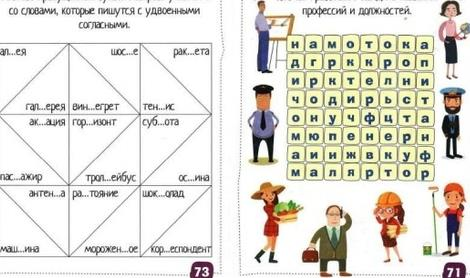 со словами, которые пишутся с удвоенными
согласными.
ал...ея шос...е рак...ета
гал...ерея вин...егрет тен...ис
ак...ация гор...изонт суб...ота
пас...ажир трол...ейбус ос...ина
антен...а ра...тояние шок...олад
маш...ина морожен...ое кор...еспондент
73
профессий и должностей.
н а м о т о к а
д г р к к р о п
и р к т е л н и
ч о д и р ь с т
о н у ч ф ц т а
м ю п е н е р н
а и н ж в к у ф
м а л я р т о р
71